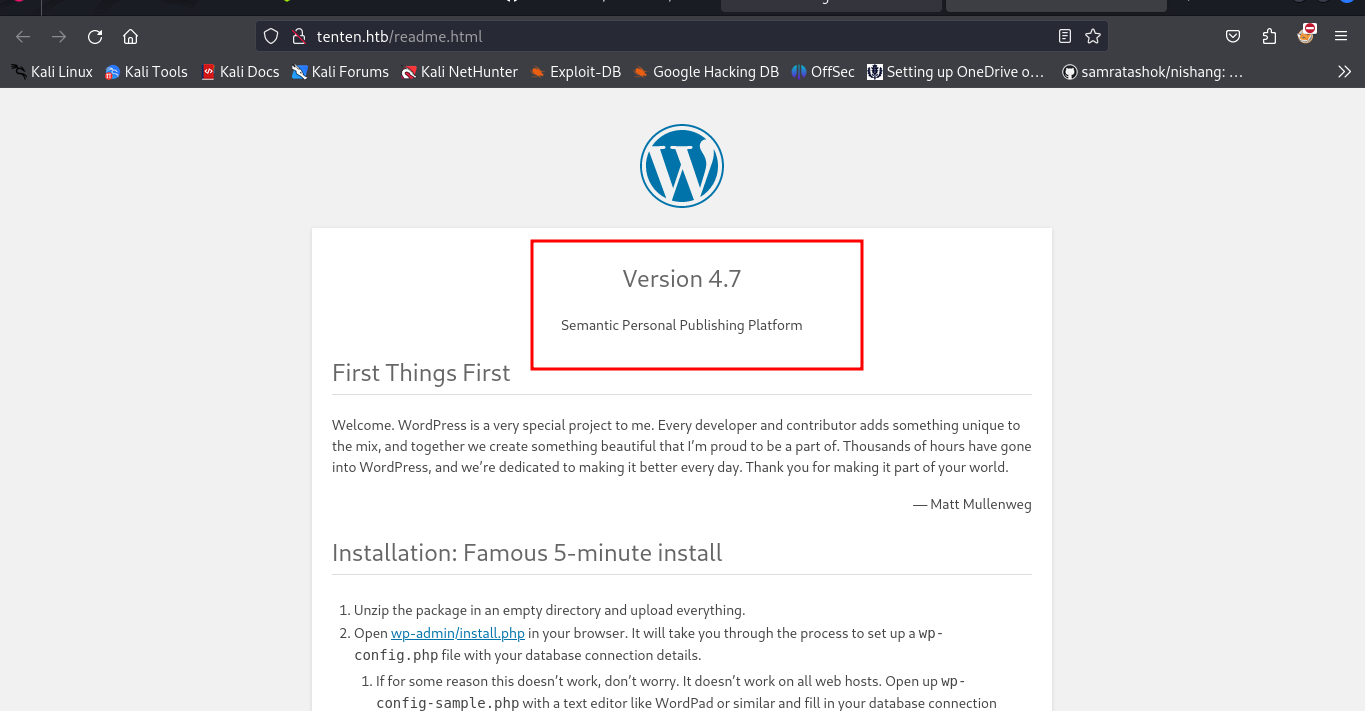 tenten.htb/readme.html
Kali Linux Kali Tools Kali Docs Kali Forums Kali NetHunter Exploit-DB Google Hacking DB OffSec Setting up OneDrive o… samratashok/nishang: …
Version 4.7
Semantic Personal Publishing Platform
First Things First
Welcome. WordPress is a very special project to me. Every developer and contributor adds something unique to
the mix, and together we create something beautiful that I’m proud to be a part of. Thousands of hours have gone
into WordPress, and we’re dedicated to making it better every day. Thank you for making it part of your world.
— Matt Mullenweg
Installation: Famous 5-minute install
1. Unzip the package in an empty directory and upload everything.
2. Open wp-admin/install.php in your browser. It will take you through the process to set up a wp-
config.php file with your database connection details.
1. If for some reason this doesn’t work, don’t worry. It doesn’t work on all web hosts. Open up wp-
config-sample.php with a text editor like WordPad or similar and fill in your database connection